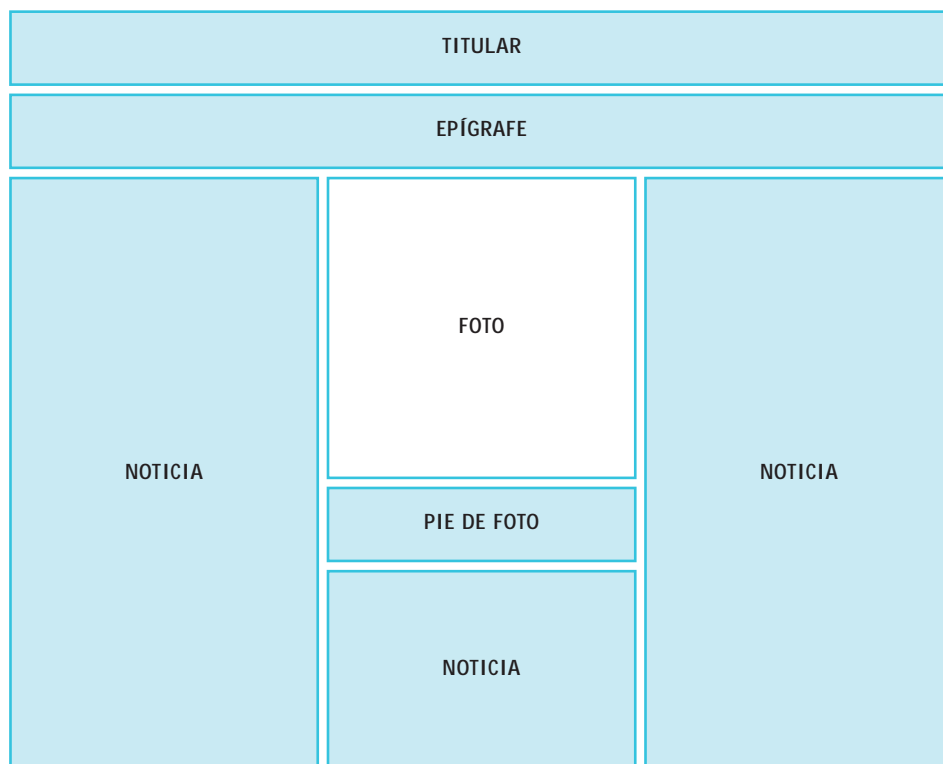 TITULAR
EPÍGRAFE
NOTICIA
FOTO
PIE DE FOTO
NOTICIA
NOTICIA